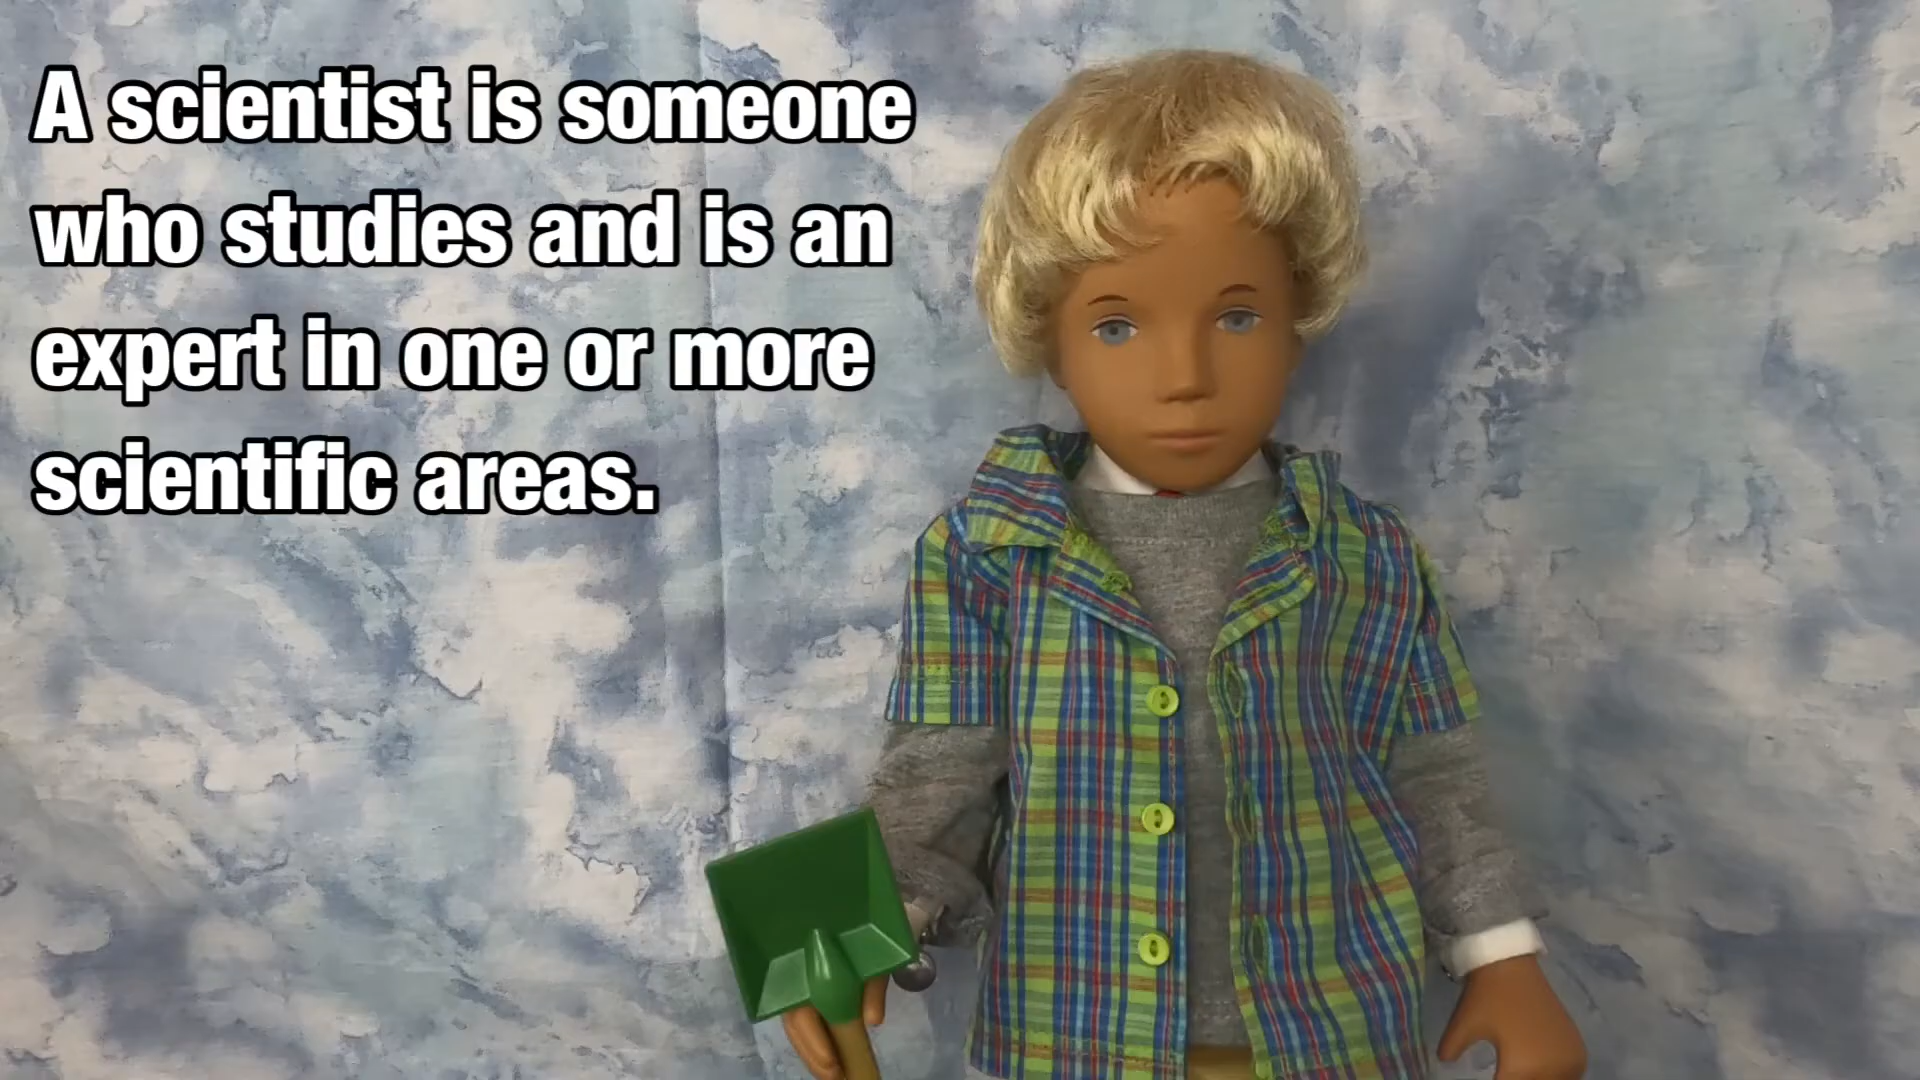 A scientist is someone
who studies and is an
expert in one or more
scientific areas.